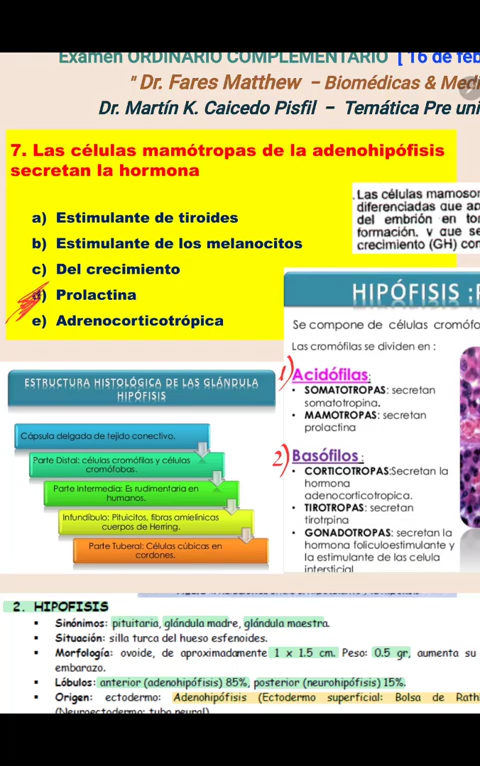 Examen ORDINARIO COMPLEMENTARIO [ 16 de feb
" Dr. Fares Matthew – Biomédicas & Medi
Dr. Martín K. Caicedo Pisfil – Temática Pre uni
7. Las células mamótropas de la adenohipófisis
secretan la hormona
a) Estimulante de tiroides
b) Estimulante de los melanocitos
c) Del crecimiento
d) Prolactina
e) Adrenocorticotrópica
Las células mamosor
diferenciadas que ap
del embrión en tor
formación, y que se
crecimiento (GH) con
HIPÓFISIS :P
Se compone de células cromófo
Las cromófilas se dividen en :
1) Acidófilas:
• SOMATOTROPAS: secretan
somatotropina.
• MAMOTROPAS: secretan
prolactina
2) Basófilos :
• CORTICOTROPAS:Secretan la
hormona
adenocorticotropica.
• TIROTROPAS: secretan
tirotrpina
• GONADOTROPAS: secretan la
hormona foliculoestimulante y
la estimulante de las celula
intersticial
ESTRUCTURA HISTOLÓGICA DE LAS GLÁNDULA
HIPÓFISIS
Cápsula delgada de tejido conectivo.
Parte Distal: células cromófilas y células
cromófobas.
Parte Intermedia: Es rudimentaria en
humanos.
Infundíbulo: Pituicitos, fibras amielínicas
cuerpos de Herring.
Parte Tuberal: Células cúbicas en
cordones.
2. HIPOFISIS
• Sinónimos: pituitaria, glándula madre, glándula maestra.
• Situación: silla turca del hueso esfenoides.
• Morfología: ovoide, de aproximadamente 1 x 1.5 cm. Peso: 0.5 gr, aumenta su
embarazo.
• Lóbulos: anterior (adenohipófisis) 85%, posterior (neurohipófisis) 15%.
• Origen: ectodermo: Adenohipófisis (Ectodermo superficial: Bolsa de Rath
(Neuroectodermo: tubo neural)